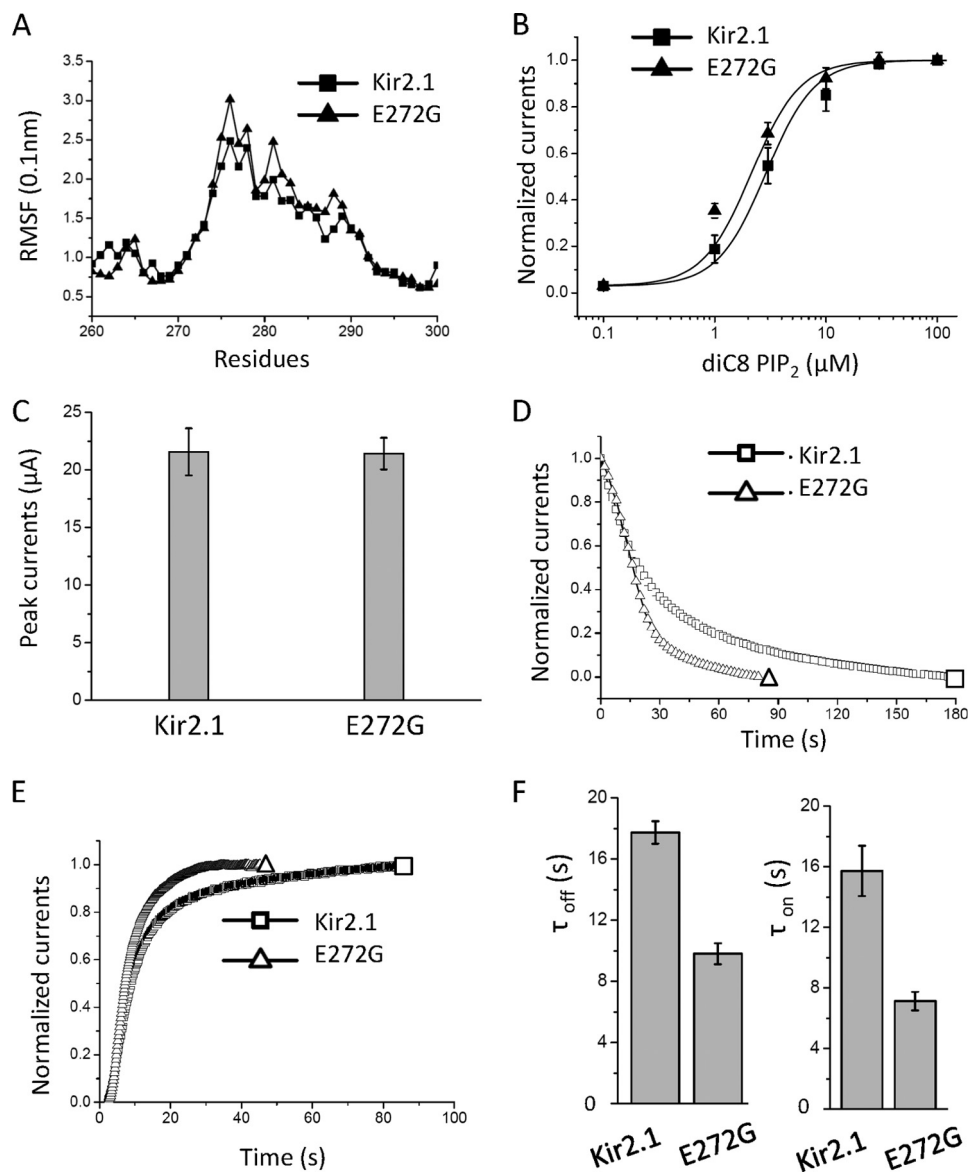 A
Kir2.1
E272G
RMSF (0.1nm)
3.5
3.0
2.5
2.0
1.5
1.0
0.5
260 270 280 290 300
Residues
B
Kir2.1
E272G
Normalized currents
1.0
0.8
0.6
0.4
0.2
0.0
0.1 1 10 100
diC8 PIP₂ (μM)
C
Peak currents (μA)
25
20
15
10
5
0
Kir2.1 E272G
D
Kir2.1
E272G
Normalized currents
1.0
0.8
0.6
0.4
0.2
0.0
0 30 60 90 120 150 180
Time (s)
E
Normalized currents
1.0
0.8
0.6
0.4
0.2
0.0
Kir2.1
E272G
0 20 40 60 80 100
Time (s)
F
τ off (s)
20
16
12
8
4
0
Kir2.1 E272G
τ on (s)
20
16
12
8
4
0
Kir2.1 E272G